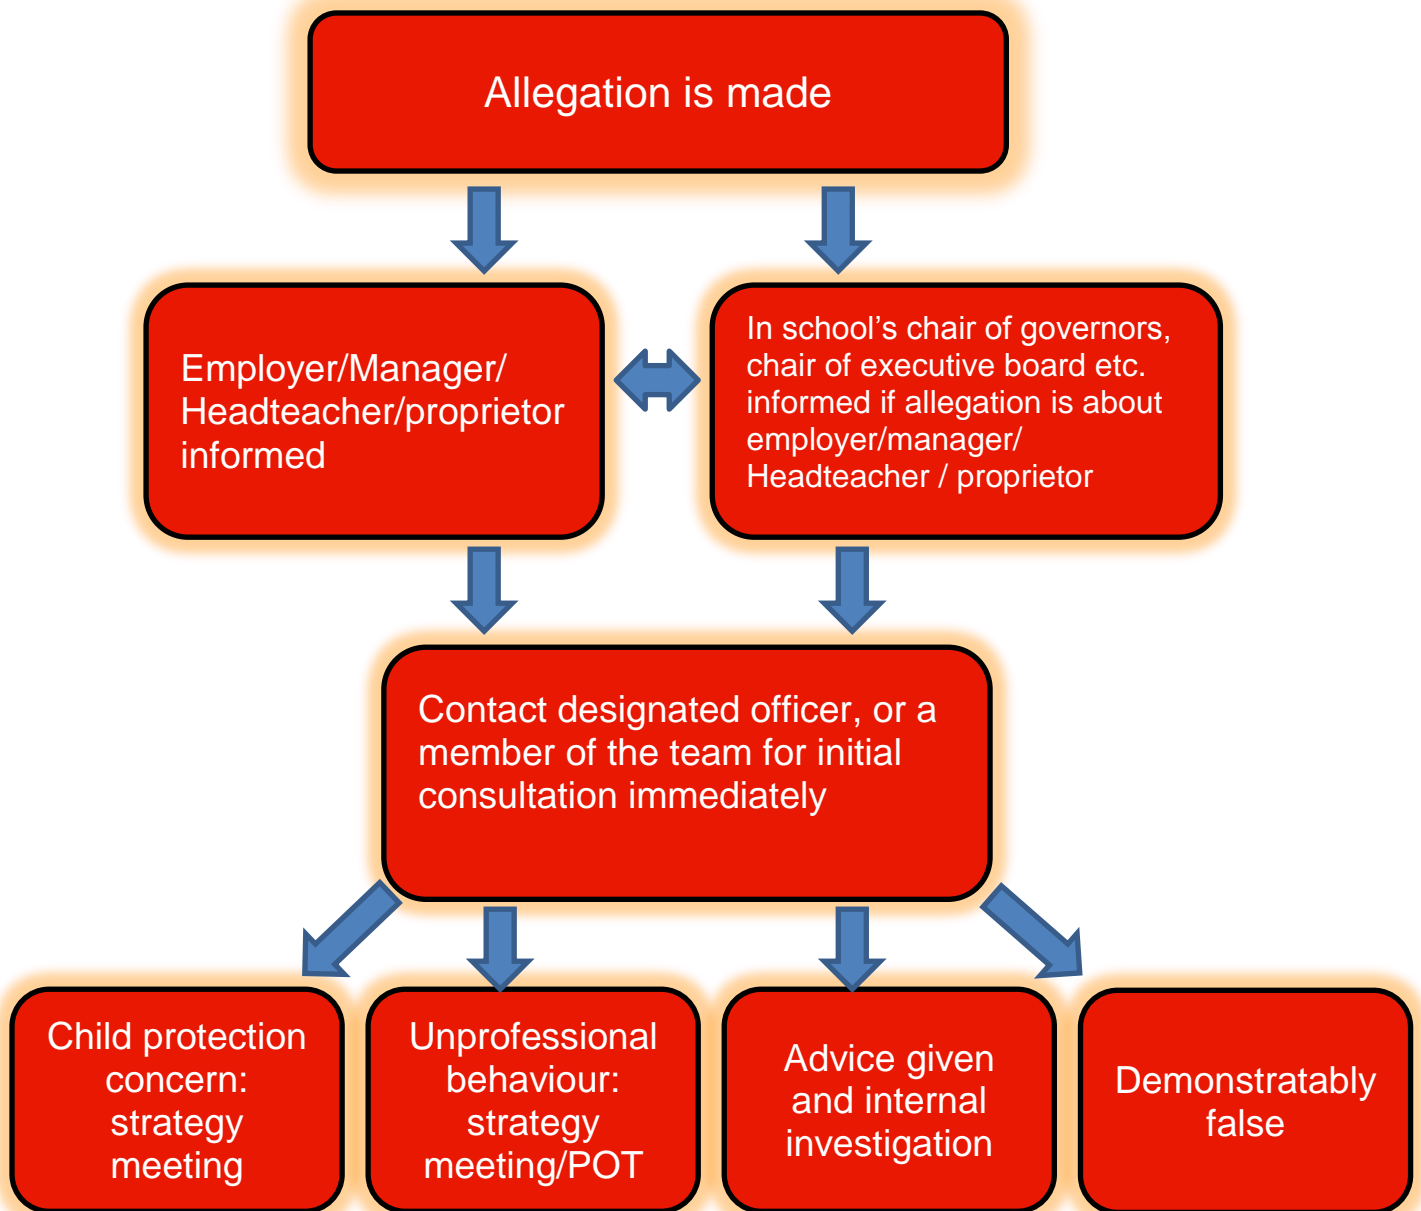 Allegation is made
Employer/Manager/
Headteacher/proprietor
informed
In school’s chair of governors,
chair of executive board etc.
informed if allegation is about
employer/manager/
Headteacher / proprietor
Contact designated officer, or a
member of the team for initial
consultation immediately
Child protection
concern:
strategy
meeting
Unprofessional
behaviour:
strategy
meeting/POT
Advice given
and internal
investigation
Demonstratably
false